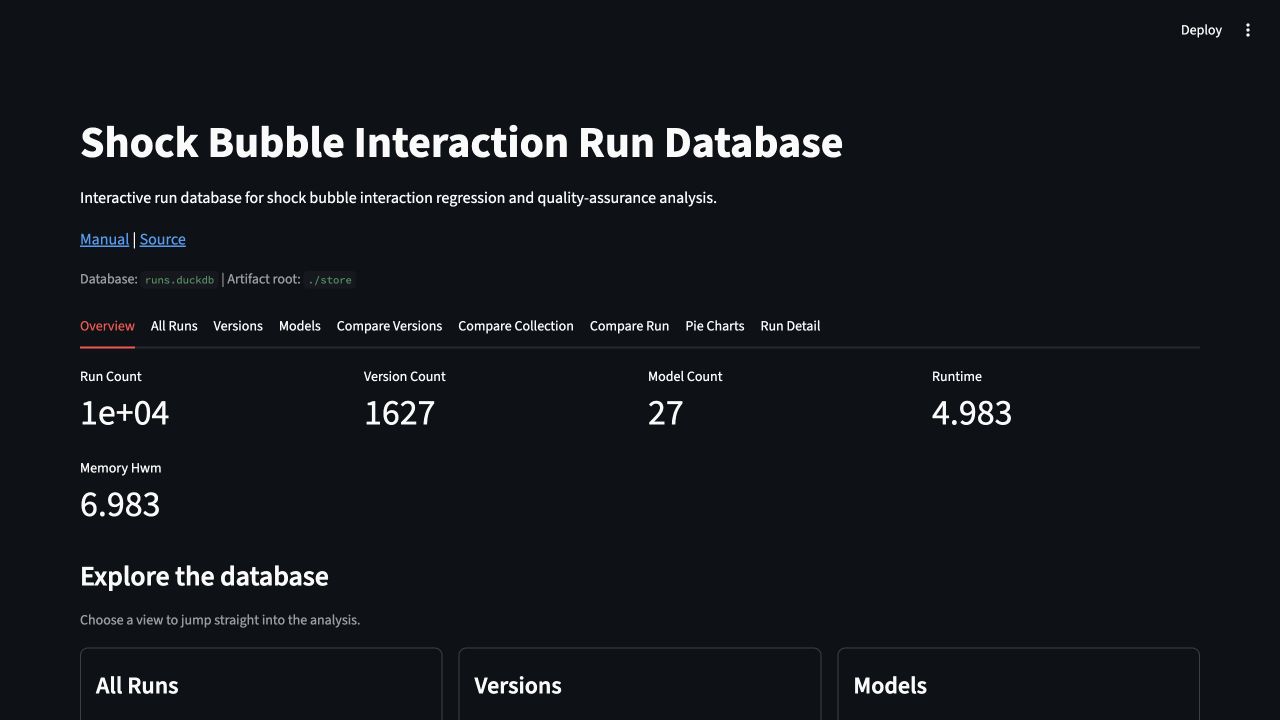 Deploy
Shock Bubble Interaction Run Database
Interactive run database for shock bubble interaction regression and quality-assurance analysis.
Manual | Source
Database: runs.duckdb | Artifact root: ./store
Overview All Runs Versions Models Compare Versions Compare Collection Compare Run Pie Charts Run Detail
Run Count Version Count Model Count Runtime
1e+04 1627 27 4.983
Memory Hwm
6.983
Explore the database
Choose a view to jump straight into the analysis.
All Runs Versions Models